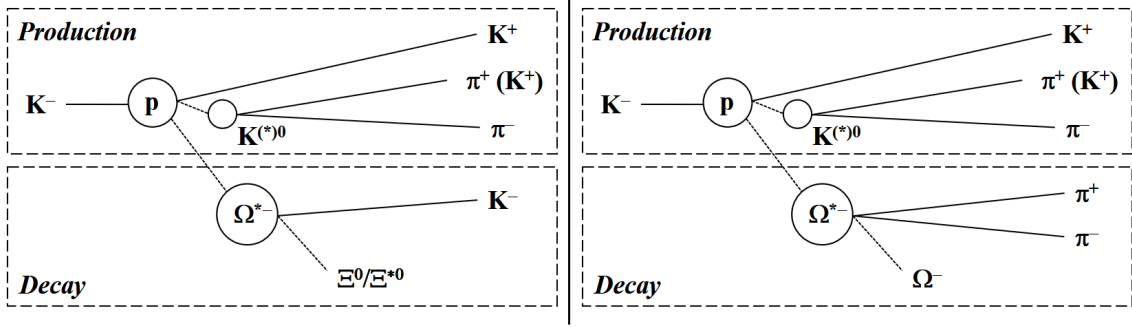 Production
K⁻
p
K⁺
π⁺ (K⁺)
π⁻
K⁽*⁾⁰
Ω*⁻
K⁻
Ξ⁰/Ξ*⁰
Decay
Production
K⁻
p
K⁺
π⁺ (K⁺)
π⁻
K⁽*⁾⁰
Ω*⁻
π⁺
π⁻
Ω⁻
Decay